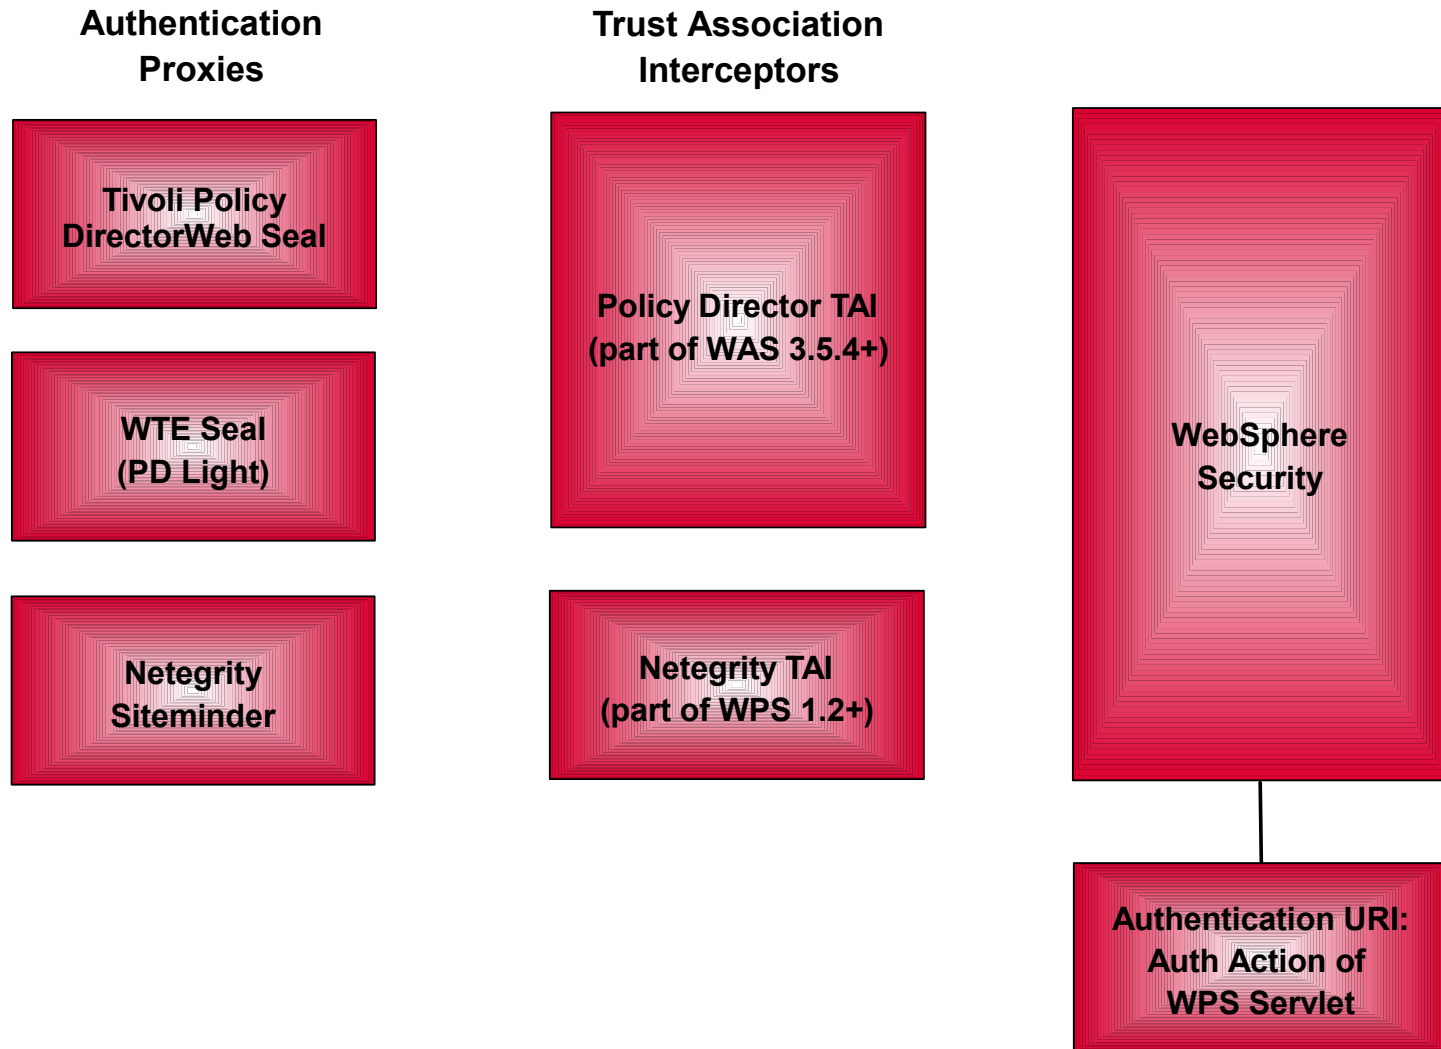 Authentication
Proxies
Trust Association
Interceptors
Tivoli Policy
DirectorWeb Seal
WTE Seal
(PD Light)
Netegrity
Siteminder
Policy Director TAI
(part of WAS 3.5.4+)
Netegrity TAI
(part of WPS 1.2+)
WebSphere
Security
Authentication URI:
Auth Action of
WPS Servlet